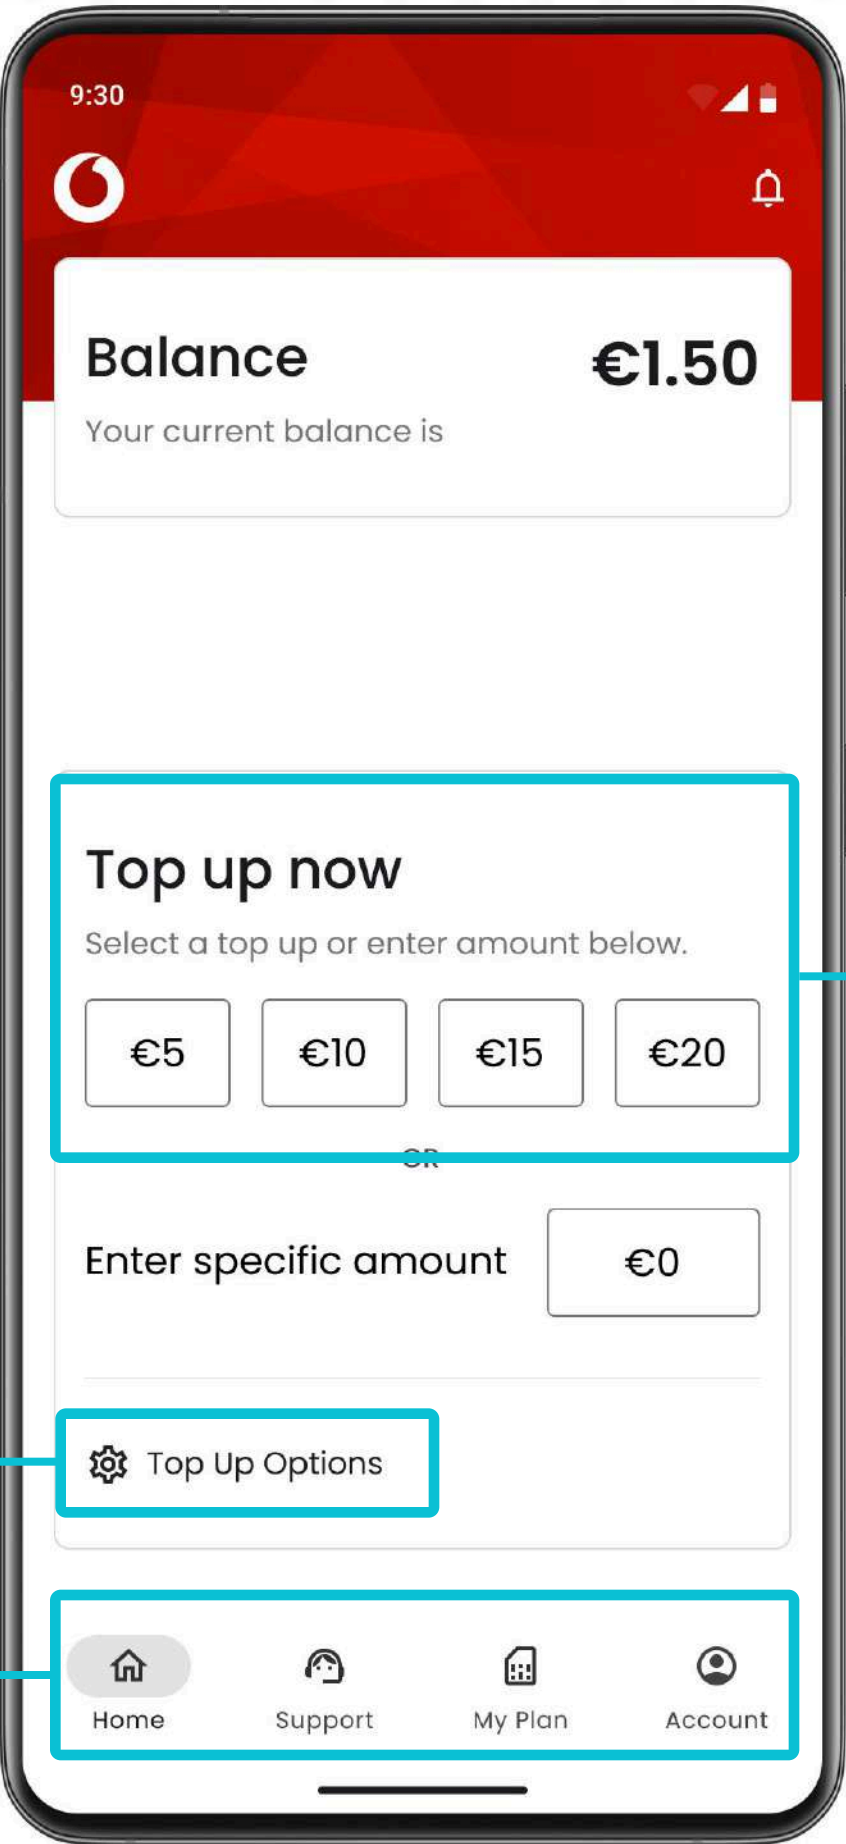 9:30
Balance €1.50
Your current balance is
Top up now
Select a top up or enter amount below.
€5 €10 €15 €20
OR
Enter specific amount €0
Top Up Options
Home Support My Plan Account